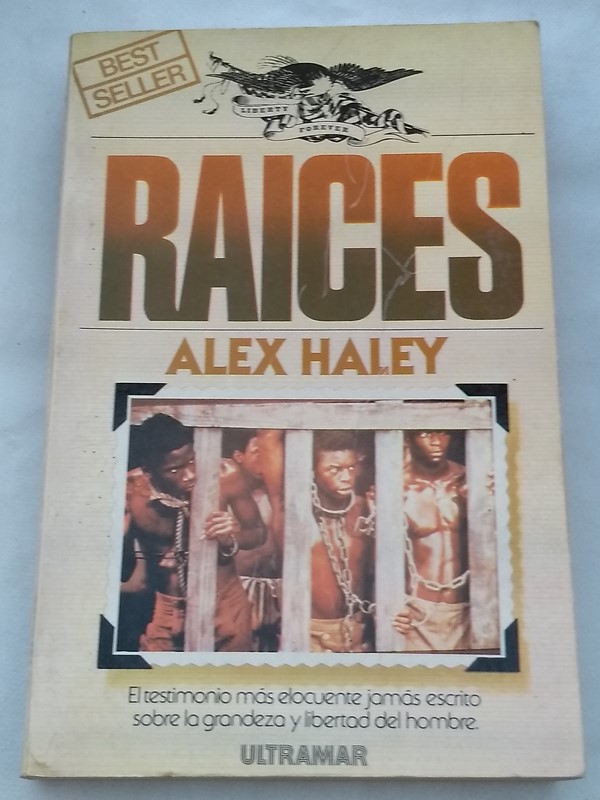 BEST
SELLER
LIBERTY
FOREVER
RAICES
ALEX HALEY
El testimonio más elocuente jamás escrito
sobre la grandeza y libertad del hombre.
ULTRAMAR